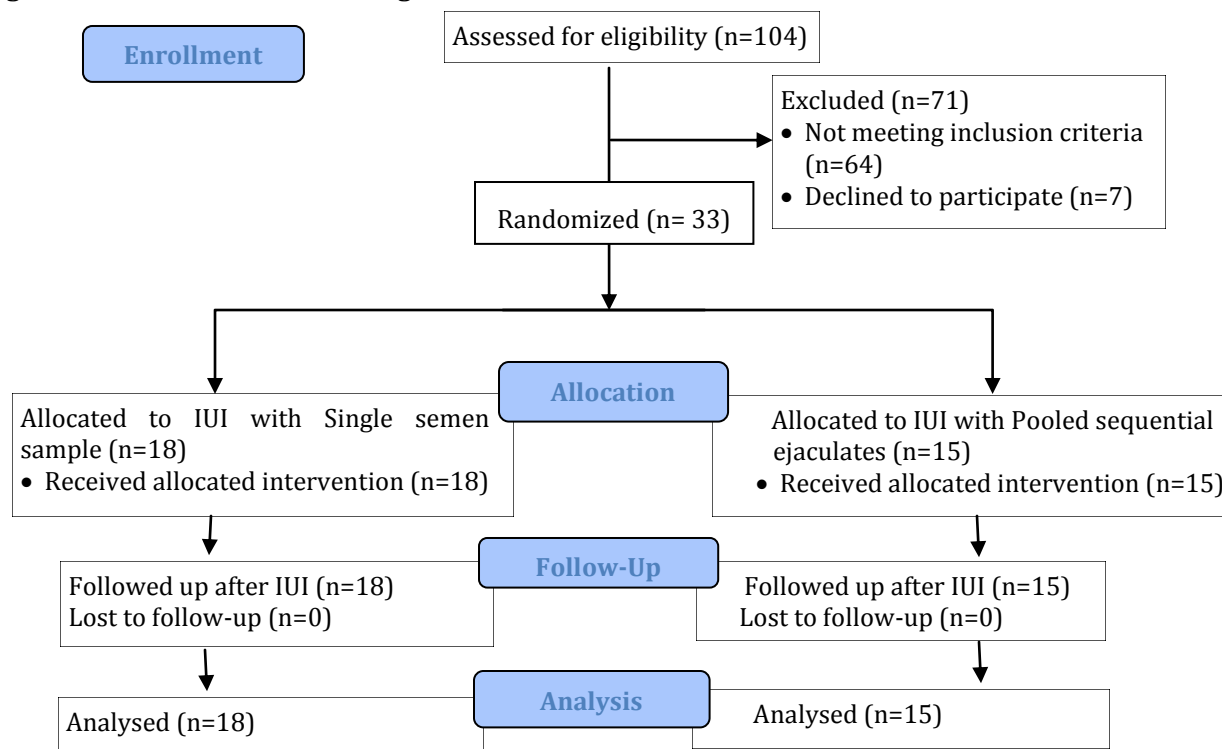 Enrollment
Assessed for eligibility (n=104)
Excluded (n=71)
• Not meeting inclusion criteria
(n=64)
• Declined to participate (n=7)
Randomized (n= 33)
Allocation
Allocated to IUI with Single semen
sample (n=18)
• Received allocated intervention (n=18)
Allocated to IUI with Pooled sequential
ejaculates (n=15)
• Received allocated intervention (n=15)
Follow-Up
Followed up after IUI (n=18)
Lost to follow-up (n=0)
Followed up after IUI (n=15)
Lost to follow-up (n=0)
Analysis
Analysed (n=18)
Analysed (n=15)